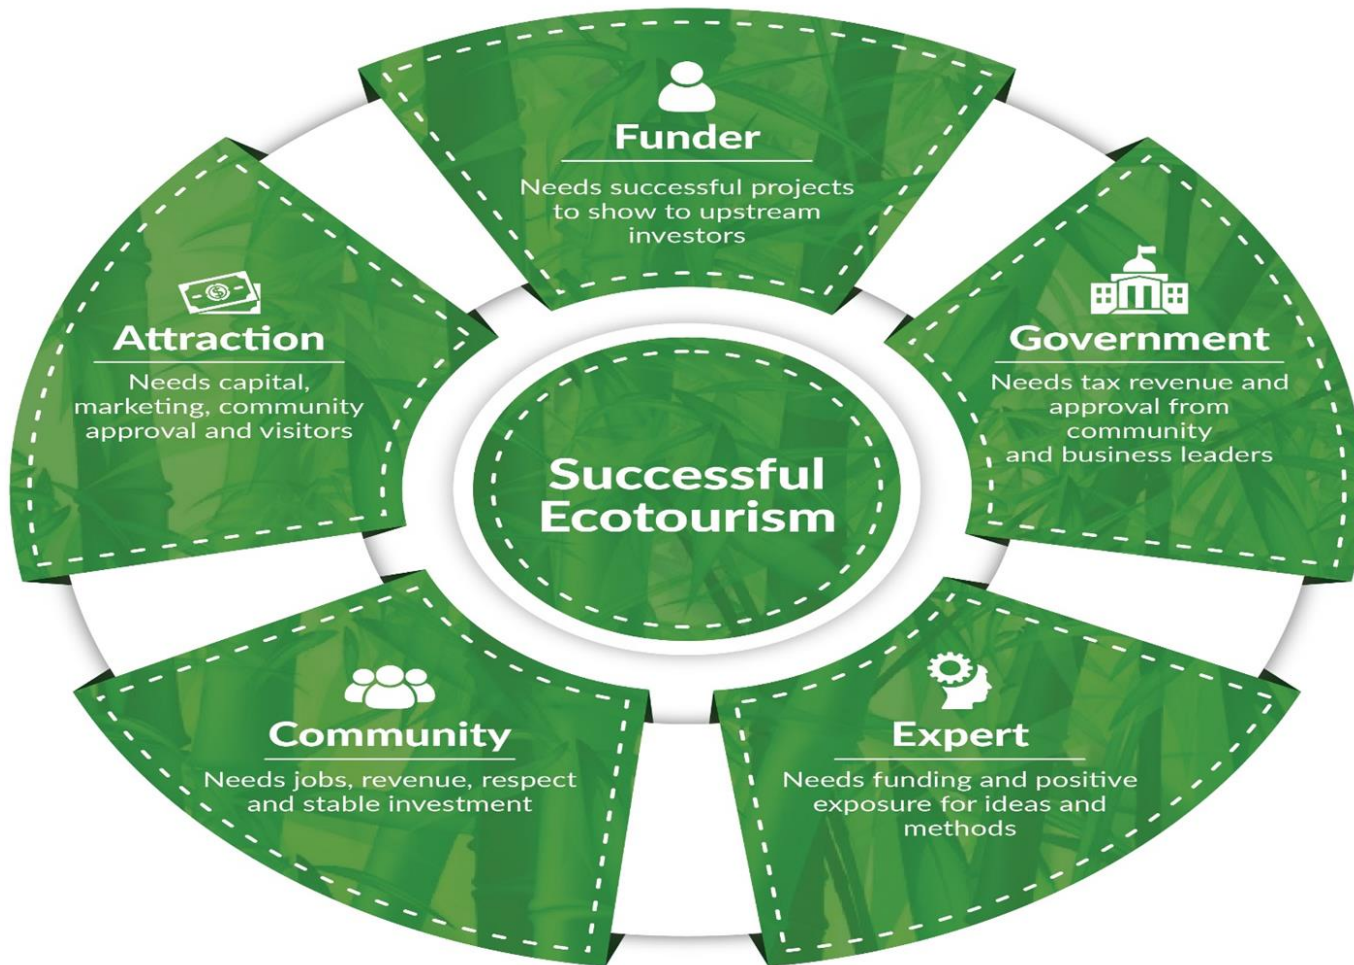 Funder
Needs successful projects
to show to upstream
investors
Government
Needs tax revenue and
approval from
community
and business leaders
Expert
Needs funding and positive
exposure for ideas and
methods
Community
Needs jobs, revenue, respect
and stable investment
Attraction
Needs capital,
marketing, community
approval and visitors
Successful
Ecotourism